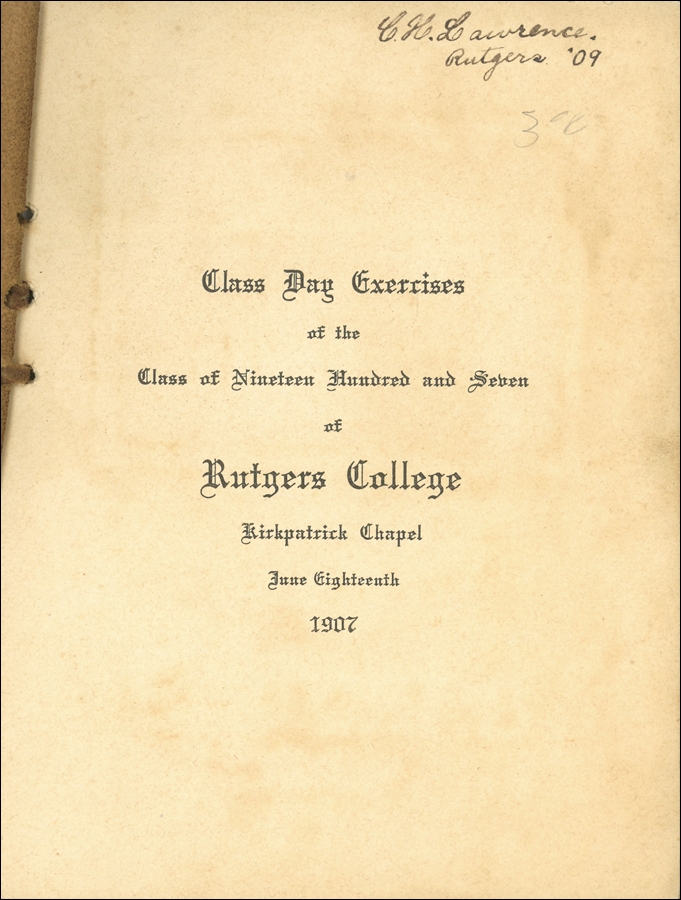 C.H. Lawrence.
Rutgers '09
Class Day Exercises
of the
Class of Nineteen Hundred and Seven
of
Rutgers College
Kirkpatrick Chapel
June Eighteenth
1907